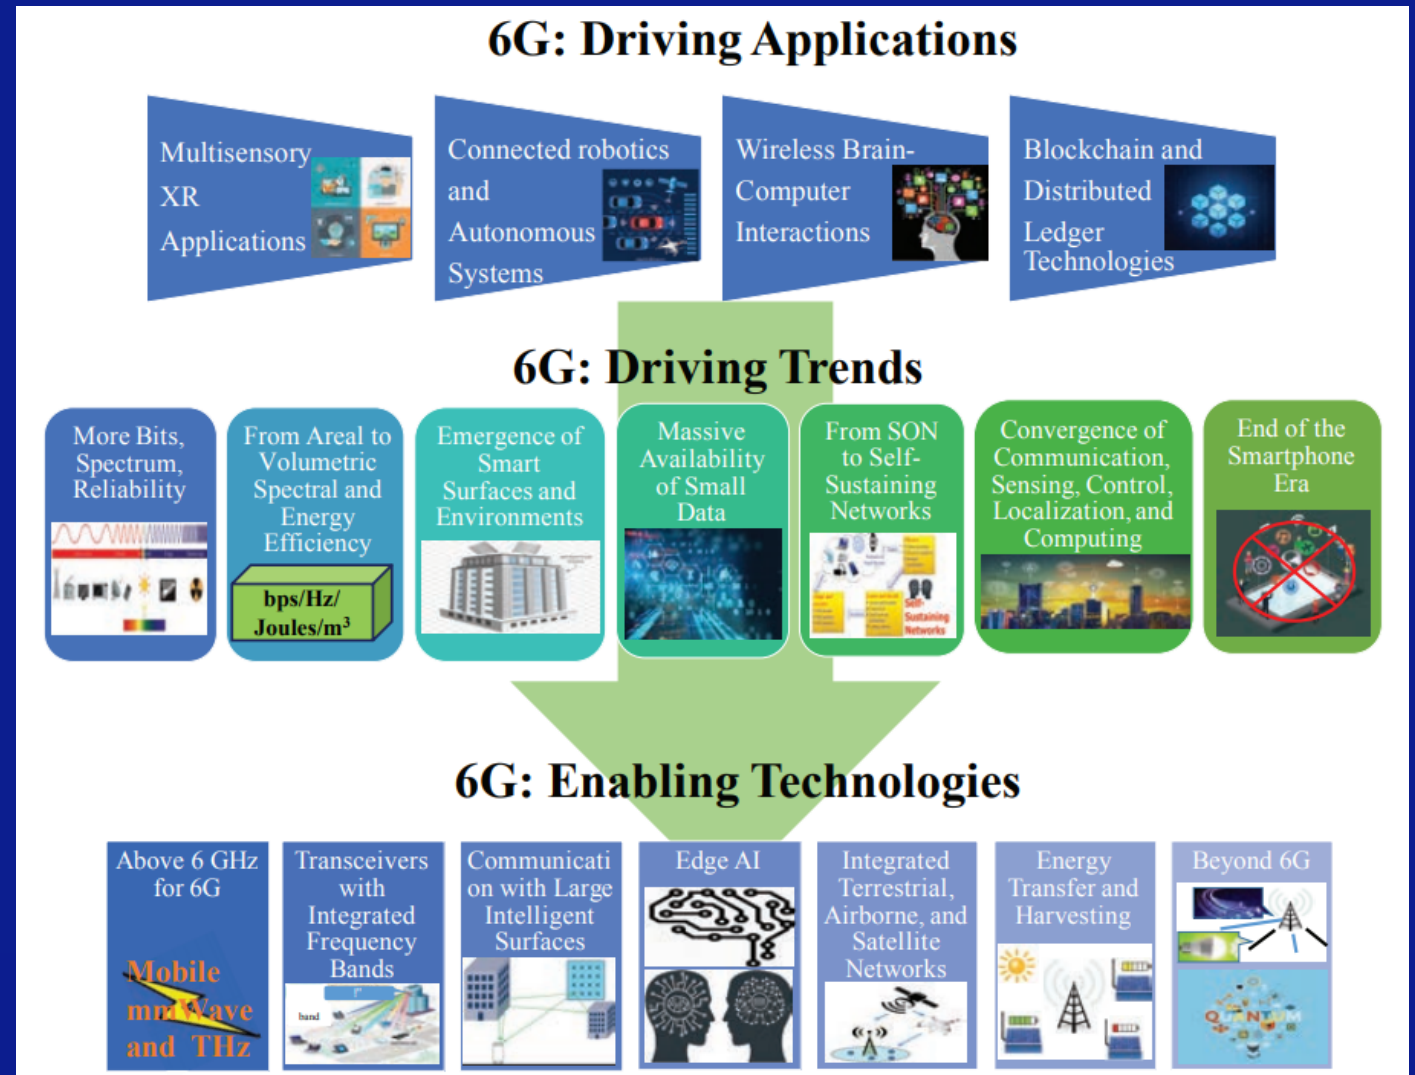 6G: Driving Applications
Multisensory
XR
Applications
Connected robotics
and
Autonomous
Systems
Wireless Brain-
Computer
Interactions
Blockchain and
Distributed
Ledger
Technologies
6G: Driving Trends
More Bits,
Spectrum,
Reliability
From Areal to
Volumetric
Spectral and
Energy
Efficiency
bps/Hz/
Joules/m³
Emergence of
Smart
Surfaces and
Environments
Massive
Availability
of Small
Data
From SON
to Self-
Sustaining
Networks
Self-
Sustaining
Networks
Convergence of
Communication,
Sensing, Control,
Localization, and
Computing
End of the
Smartphone
Era
6G: Enabling Technologies
Above 6 GHz
for 6G
Mobile
mmWave
and THz
Transceivers
with
Integrated
Frequency
Bands
band
Communicati
on with Large
Intelligent
Surfaces
Edge AI
Integrated
Terrestrial,
Airborne, and
Satellite
Networks
Energy
Transfer and
Harvesting
Beyond 6G
QUANTUM